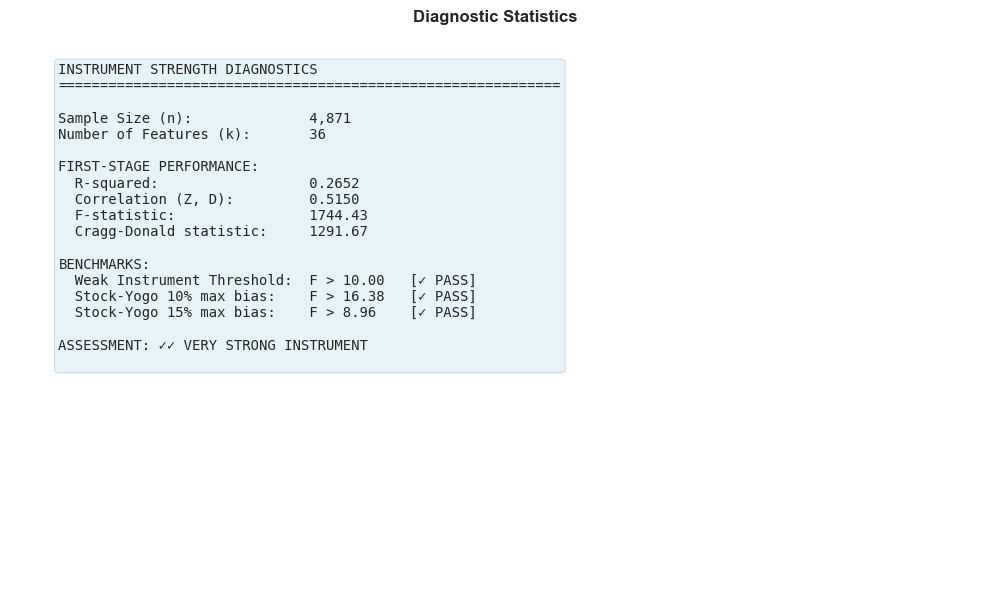 Diagnostic Statistics
INSTRUMENT STRENGTH DIAGNOSTICS
============================================================
Sample Size (n): 4,871
Number of Features (k): 36
FIRST-STAGE PERFORMANCE:
R-squared: 0.2652
Correlation (Z, D): 0.5150
F-statistic: 1744.43
Cragg-Donald statistic: 1291.67
BENCHMARKS:
Weak Instrument Threshold: F > 10.00 [✓ PASS]
Stock-Yogo 10% max bias: F > 16.38 [✓ PASS]
Stock-Yogo 15% max bias: F > 8.96 [✓ PASS]
ASSESSMENT: ✓✓ VERY STRONG INSTRUMENT